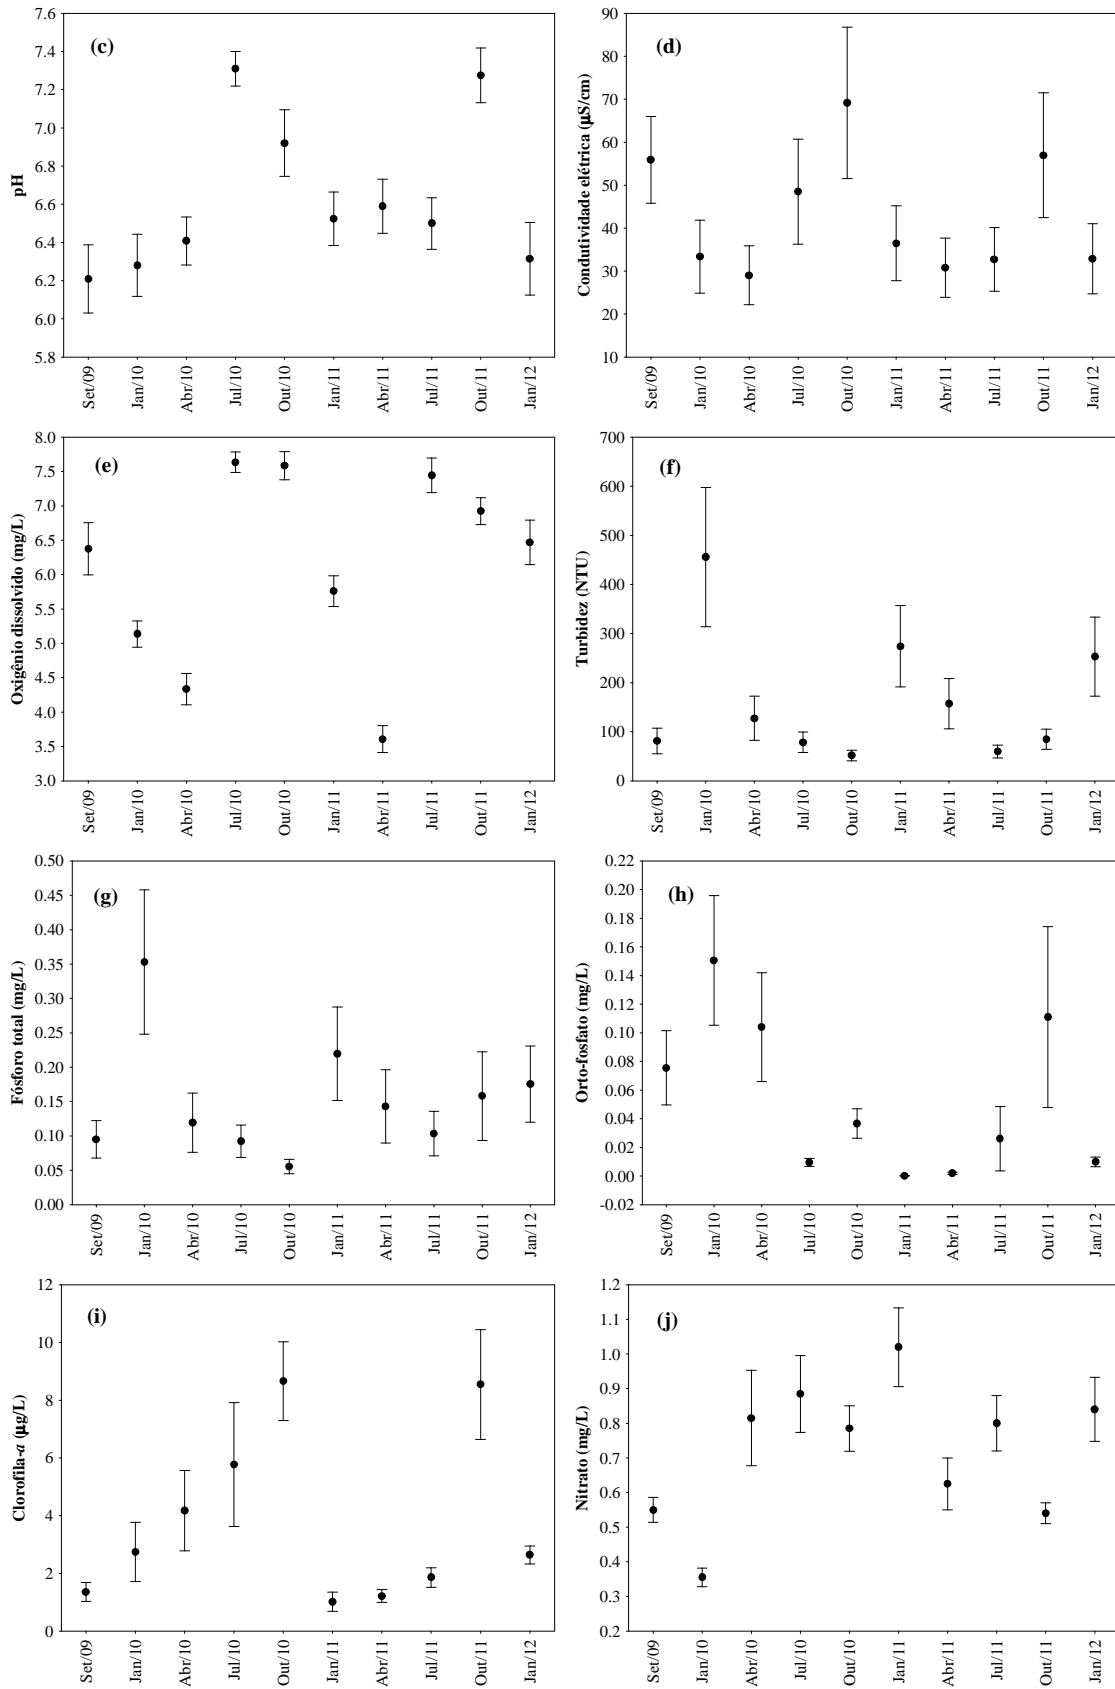 (c)
pH
7.6
7.4
7.2
7.0
6.8
6.6
6.4
6.2
6.0
5.8
Set/09
Jan/10
Abr/10
Jul/10
Out/10
Jan/11
Abr/11
Jul/11
Out/11
Jan/12
(d)
Condutividade elétrica (µS/cm)
90
80
70
60
50
40
30
20
10
Set/09
Jan/10
Abr/10
Jul/10
Out/10
Jan/11
Abr/11
Jul/11
Out/11
Jan/12
(e)
Oxigênio dissolvido (mg/L)
8.0
7.5
7.0
6.5
6.0
5.5
5.0
4.5
4.0
3.5
3.0
Set/09
Jan/10
Abr/10
Jul/10
Out/10
Jan/11
Abr/11
Jul/11
Out/11
Jan/12
(f)
Turbidez (NTU)
700
600
500
400
300
200
100
0
Set/09
Jan/10
Abr/10
Jul/10
Out/10
Jan/11
Abr/11
Jul/11
Out/11
Jan/12
(g)
Fósforo total (mg/L)
0.50
0.45
0.40
0.35
0.30
0.25
0.20
0.15
0.10
0.05
0.00
Set/09
Jan/10
Abr/10
Jul/10
Out/10
Jan/11
Abr/11
Jul/11
Out/11
Jan/12
(h)
Orto-fosfato (mg/L)
0.22
0.20
0.18
0.16
0.14
0.12
0.10
0.08
0.06
0.04
0.02
0.00
-0.02
Set/09
Jan/10
Abr/10
Jul/10
Out/10
Jan/11
Abr/11
Jul/11
Out/11
Jan/12
(i)
Clorofila-a (µg/L)
12
10
8
6
4
2
0
Set/09
Jan/10
Abr/10
Jul/10
Out/10
Jan/11
Abr/11
Jul/11
Out/11
Jan/12
(j)
Nitrato (mg/L)
1.2
1.1
1.0
0.9
0.8
0.7
0.6
0.5
0.4
0.3
0.2
Set/09
Jan/10
Abr/10
Jul/10
Out/10
Jan/11
Abr/11
Jul/11
Out/11
Jan/12